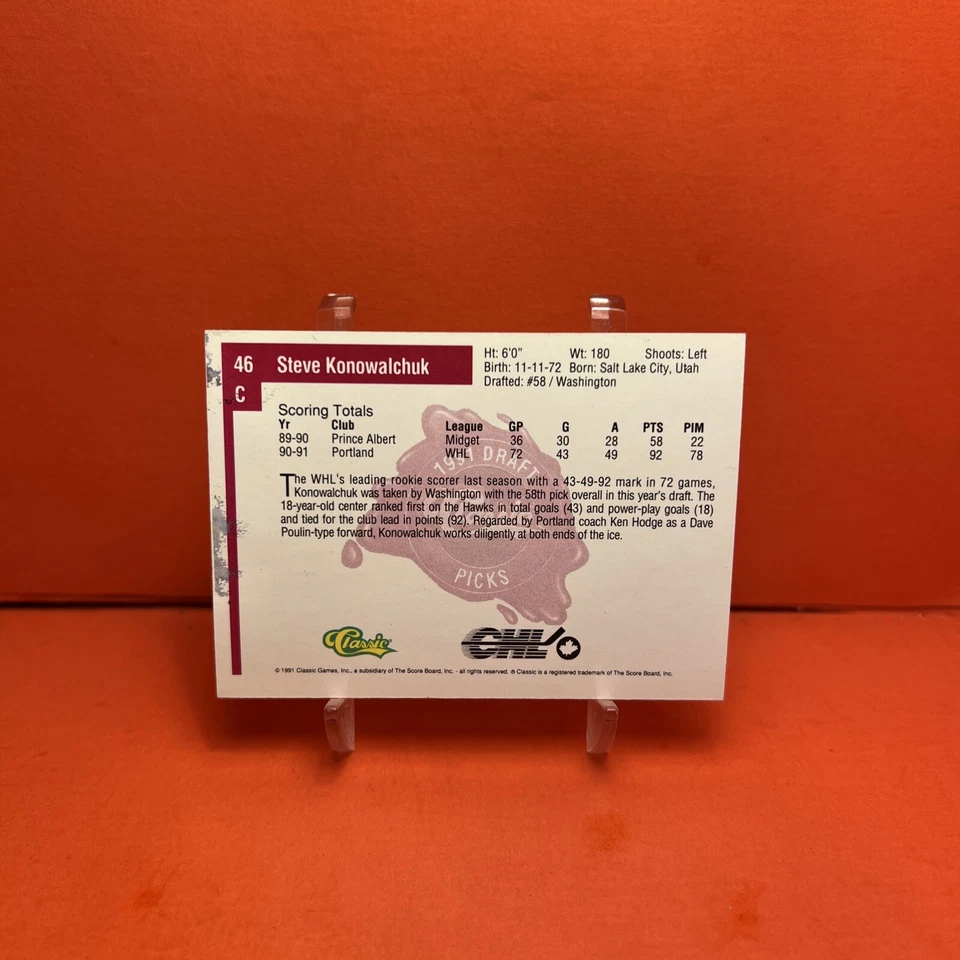 46 Steve Konowalchuk
C
Ht: 6'0" Wt: 180 Shoots: Left
Birth: 11-11-72 Born: Salt Lake City, Utah
Drafted: #58 / Washington
Scoring Totals
Yr Club League GP G A PTS PIM
89-90 Prince Albert Midget 36 30 28 58 22
90-91 Portland WHL 72 43 49 92 78
The WHL's leading rookie scorer last season with a 43-49-92 mark in 72 games,
Konowalchuk was taken by Washington with the 58th pick overall in this year's draft. The
18-year-old center ranked first on the Hawks in total goals (43) and power-play goals (18)
and tied for the club lead in points (92). Regarded by Portland coach Ken Hodge as a Dave
Poulin-type forward, Konowalchuk works diligently at both ends of the ice.
1991 DRAFT
PICKS
Classic
CHL
© 1991 Classic Games, Inc., a subsidiary of The Score Board, Inc. - all rights reserved. ® Classic is a registered trademark of The Score Board, Inc.